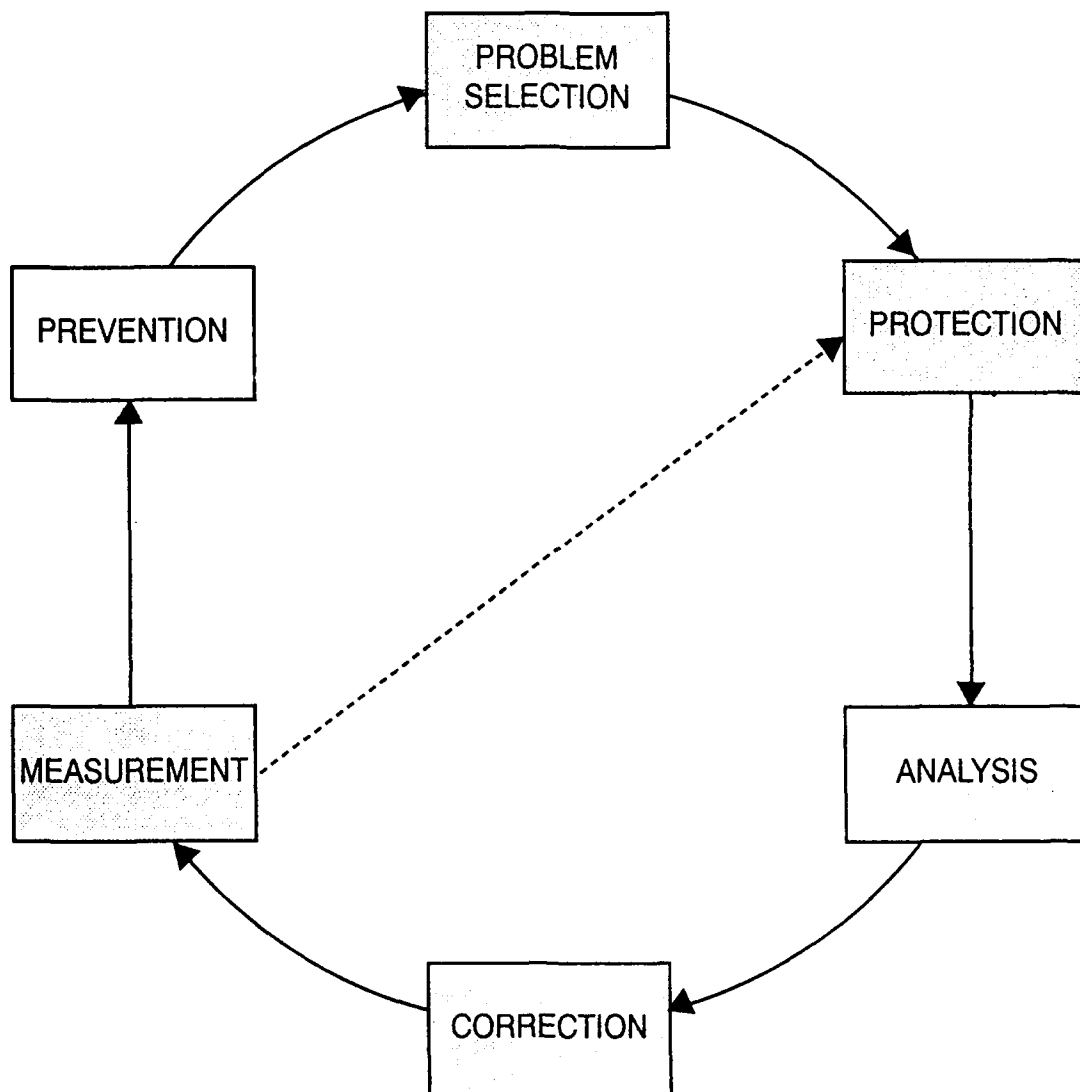 PROBLEM
SELECTION
PROTECTION
ANALYSIS
CORRECTION
MEASUREMENT
PREVENTION